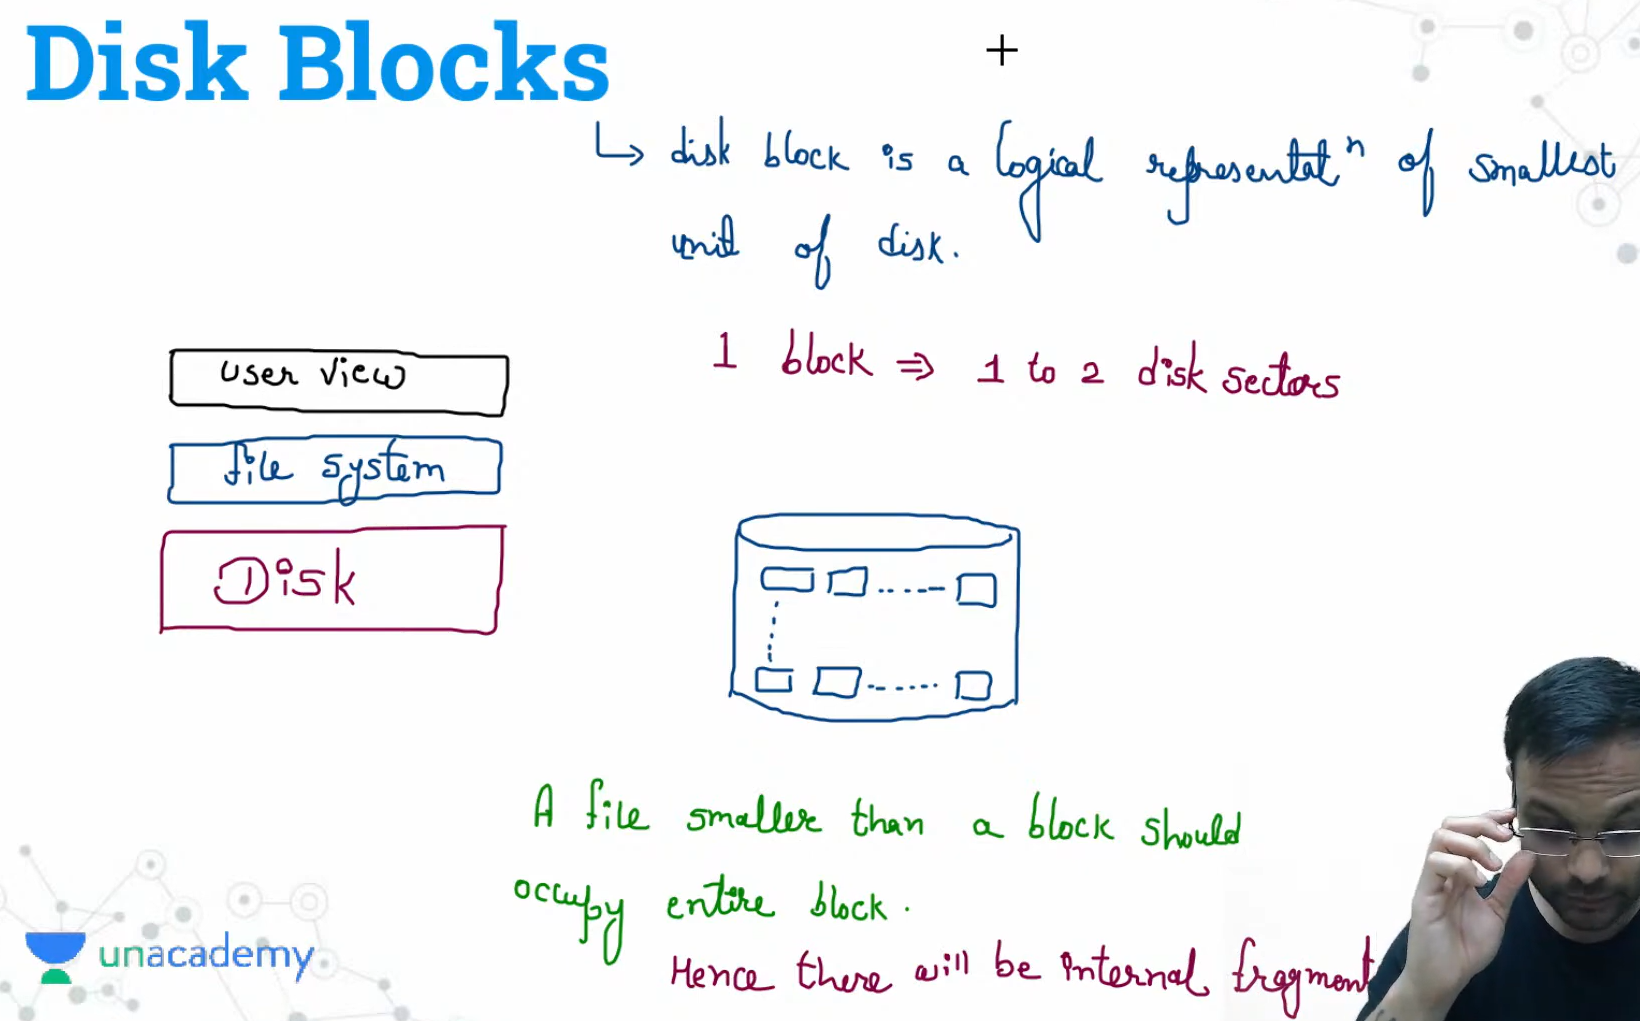 Disk Blocks
disk block is a logical representatⁿ of smallest
unit of disk.
1 block ⇒ 1 to 2 disk sectors
user view
file system
Disk
A file smaller than a block should
occupy entire block.
Hence there will be internal fragment
unacademy